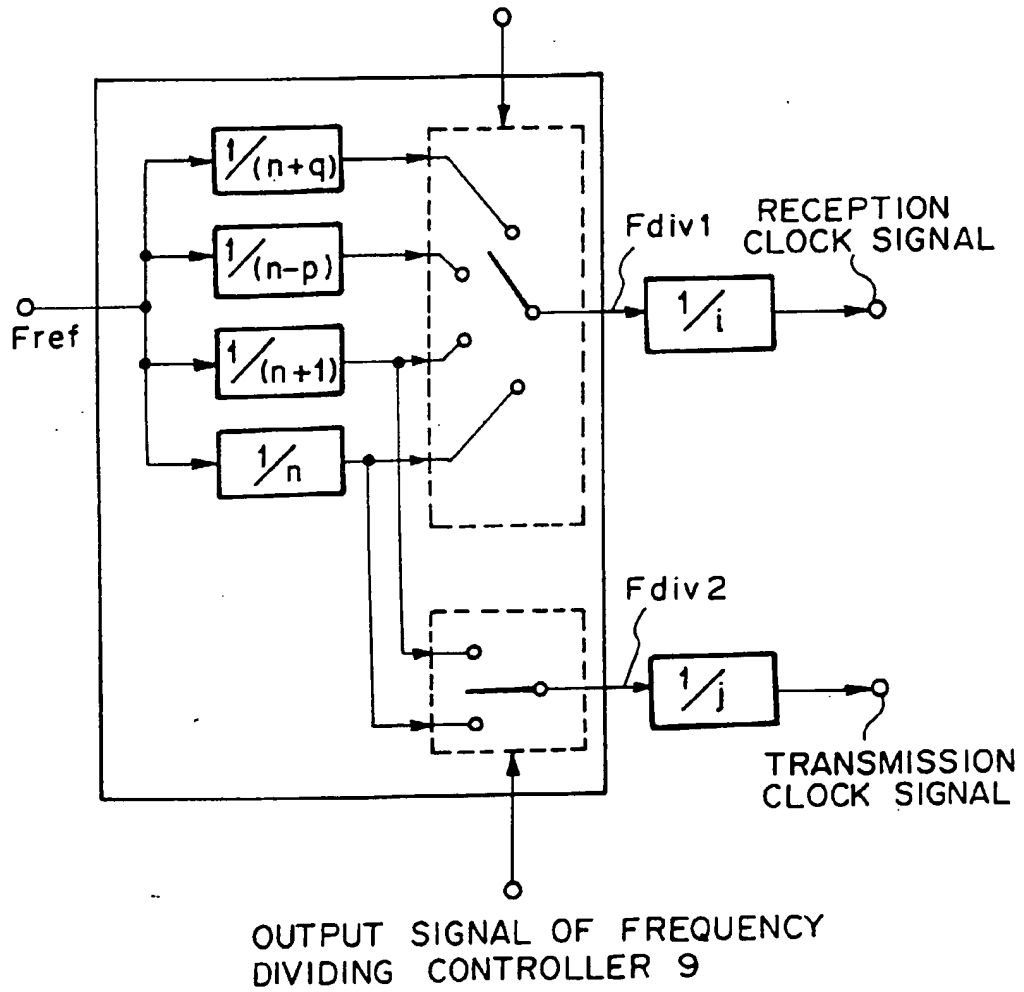 1/(n+q)
1/(n-p)
1/(n+1)
1/n
Fref
Fdiv1
RECEPTION
CLOCK SIGNAL
1/i
Fdiv2
1/j
TRANSMISSION
CLOCK SIGNAL
OUTPUT SIGNAL OF FREQUENCY
DIVIDING CONTROLLER 9